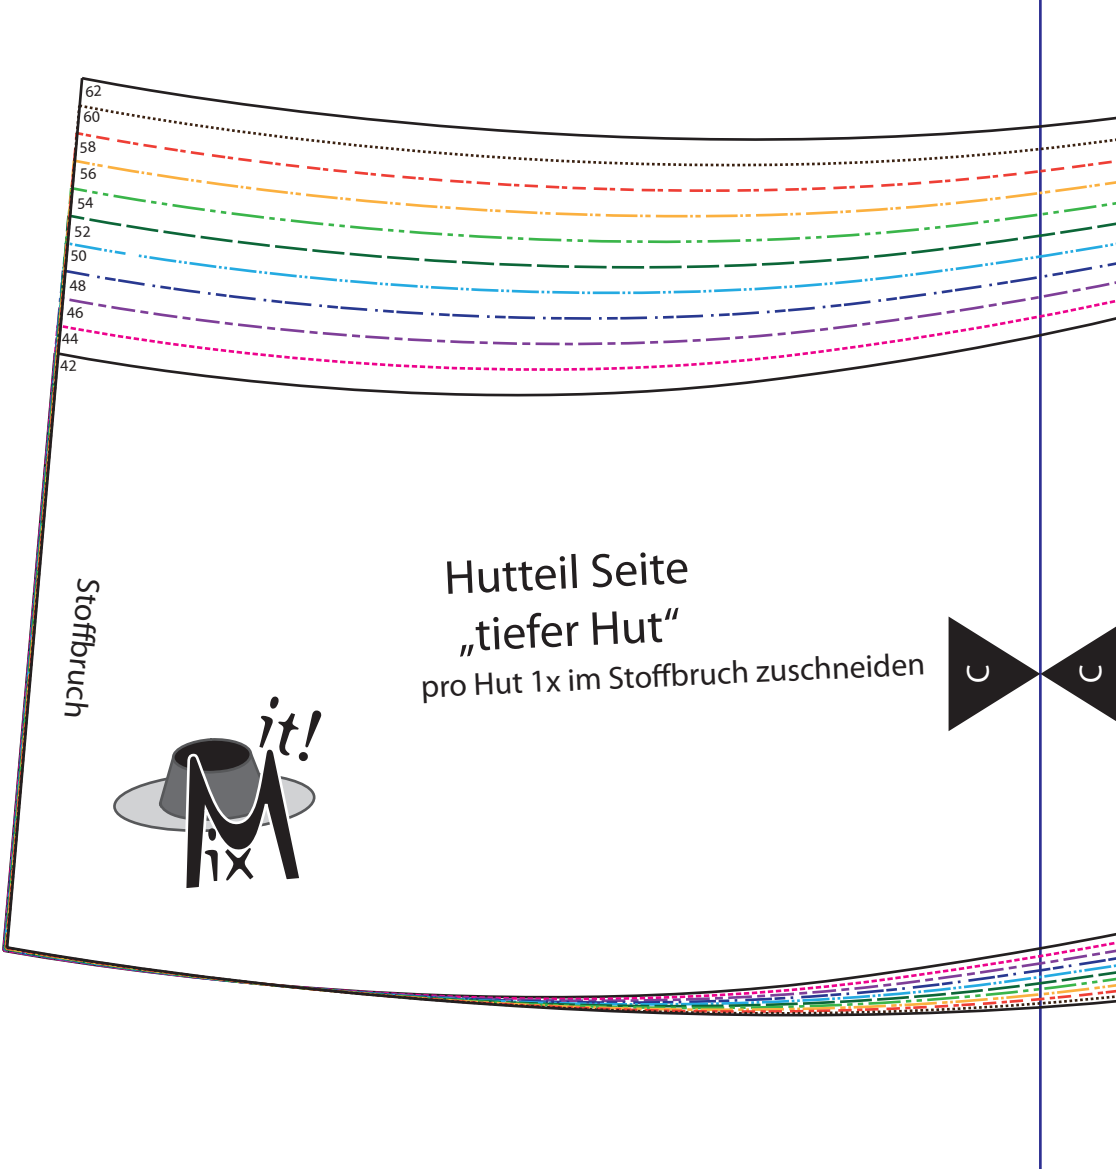 62
60
58
56
54
52
50
48
46
44
42
Stoffbruch
Hutteil Seite
„tiefer Hut“
pro Hut 1x im Stoffbruch zuschneiden
C C
Mix it!